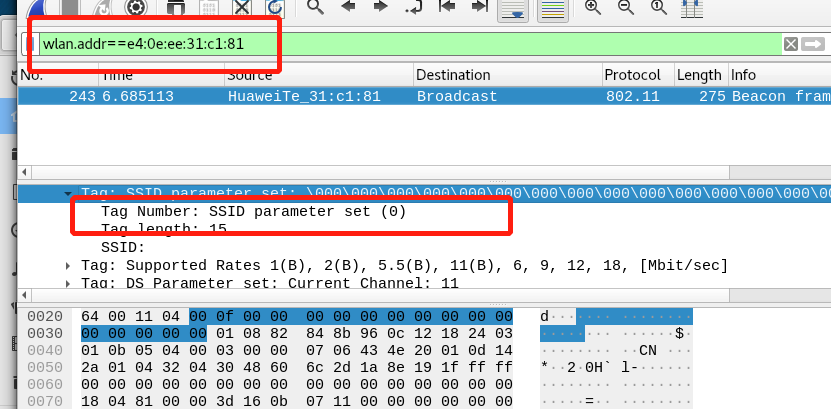 wlan.addr==e4:0e:ee:31:c1:81
No. Time Source Destination Protocol Length Info
243 6.685113 HuaweiTe_31:c1:81 Broadcast 802.11 275 Beacon fram
Tag: SSID parameter set: \000\000\000\000\000\000\000\000\000\000\000\000\000\000\0
Tag Number: SSID parameter set (0)
Tag length: 15
SSID:
Tag: Supported Rates 1(B), 2(B), 5.5(B), 11(B), 6, 9, 12, 18, [Mbit/sec]
Tag: DS Parameter set: Current Channel: 11
0020 64 00 11 04 00 0f 00 00 00 00 00 00 00 00 00 00 d··· ···· ········
0030 00 00 00 00 00 01 08 82 84 8b 96 0c 12 18 24 03 ········ ······$·
0040 01 0b 05 04 00 03 00 00 07 06 43 4e 20 01 0d 14 ········ ··CN ···
0050 2a 01 04 32 04 30 48 60 6c 2d 1a 8e 19 1f ff ff *··2·0H` l-······
0060 00 00 00 00 00 00 00 00 00 00 00 00 00 00 00 00 ········ ········
0070 18 04 81 00 00 3d 16 0b 07 11 00 00 00 00 00 00 ·····=·· ········